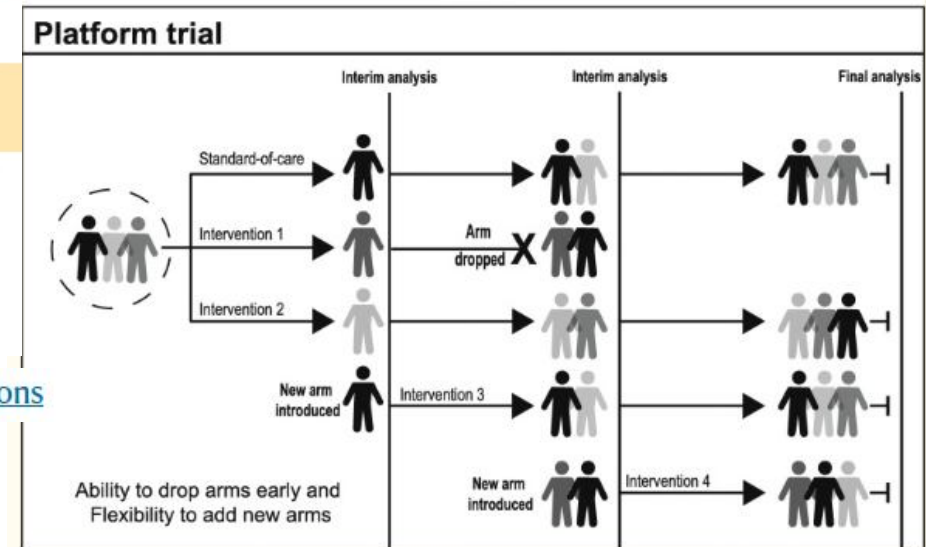 Platform trial
Interim analysis
Interim analysis
Final analysis
Standard-of-care
Intervention 1
Arm
dropped
X
Intervention 2
ons
New arm
introduced
Intervention 3
Ability to drop arms early and
Flexibility to add new arms
New arm
introduced
Intervention 4